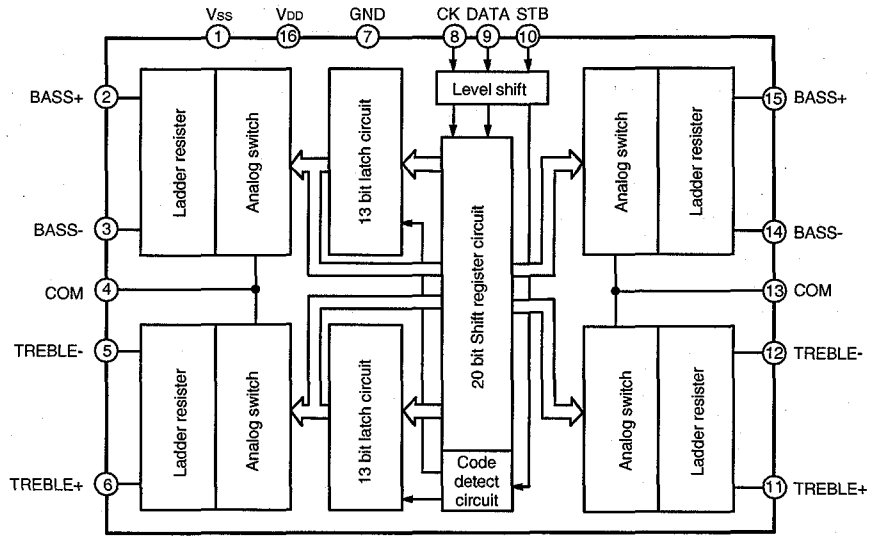 VSS VDD GND CK DATA STB
1 16 7 8 9 10
Level shift
BASS+ 2
15 BASS+
Ladder resister
Analog switch
13 bit latch circuit
20 bit Shift register circuit
Analog switch
Ladder resister
BASS- 3
14 BASS-
COM 4
13 COM
TREBLE- 5
12 TREBLE-
Ladder resister
Analog switch
13 bit latch circuit
Code
detect
circuit
Analog switch
Ladder resister
TREBLE+ 6
11 TREBLE+